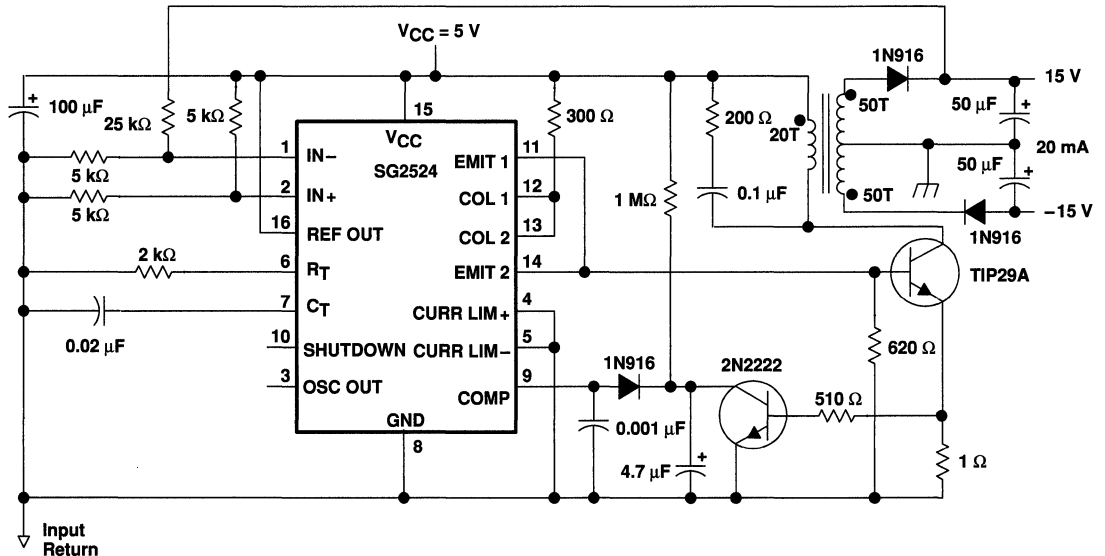 VCC = 5 V
1N916
15 V
100 µF
25 kΩ
5 kΩ
15
300 Ω
200 Ω
20T
50T
50 µF
VCC
SG2524
1
IN−
EMIT 1
11
20 mA
5 kΩ
50 µF
2
IN+
COL 1
12
1 MΩ
0.1 µF
50T
5 kΩ
16
REF OUT
COL 2
13
−15 V
1N916
2 kΩ
6
RT
EMIT 2
14
TIP29A
7
CT
CURR LIM+
4
0.02 µF
10
SHUTDOWN
CURR LIM−
5
620 Ω
3
OSC OUT
COMP
9
1N916
2N2222
510 Ω
GND
8
0.001 µF
4.7 µF
1 Ω
+
+
+
+
Input
Return